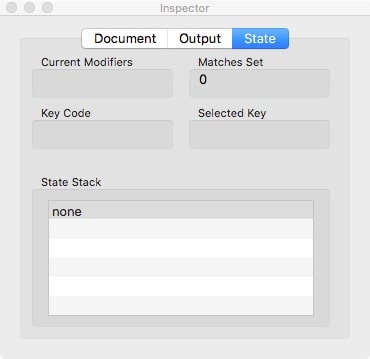 Inspector
Document Output State
Current Modifiers Matches Set
0
Key Code Selected Key
State Stack
none